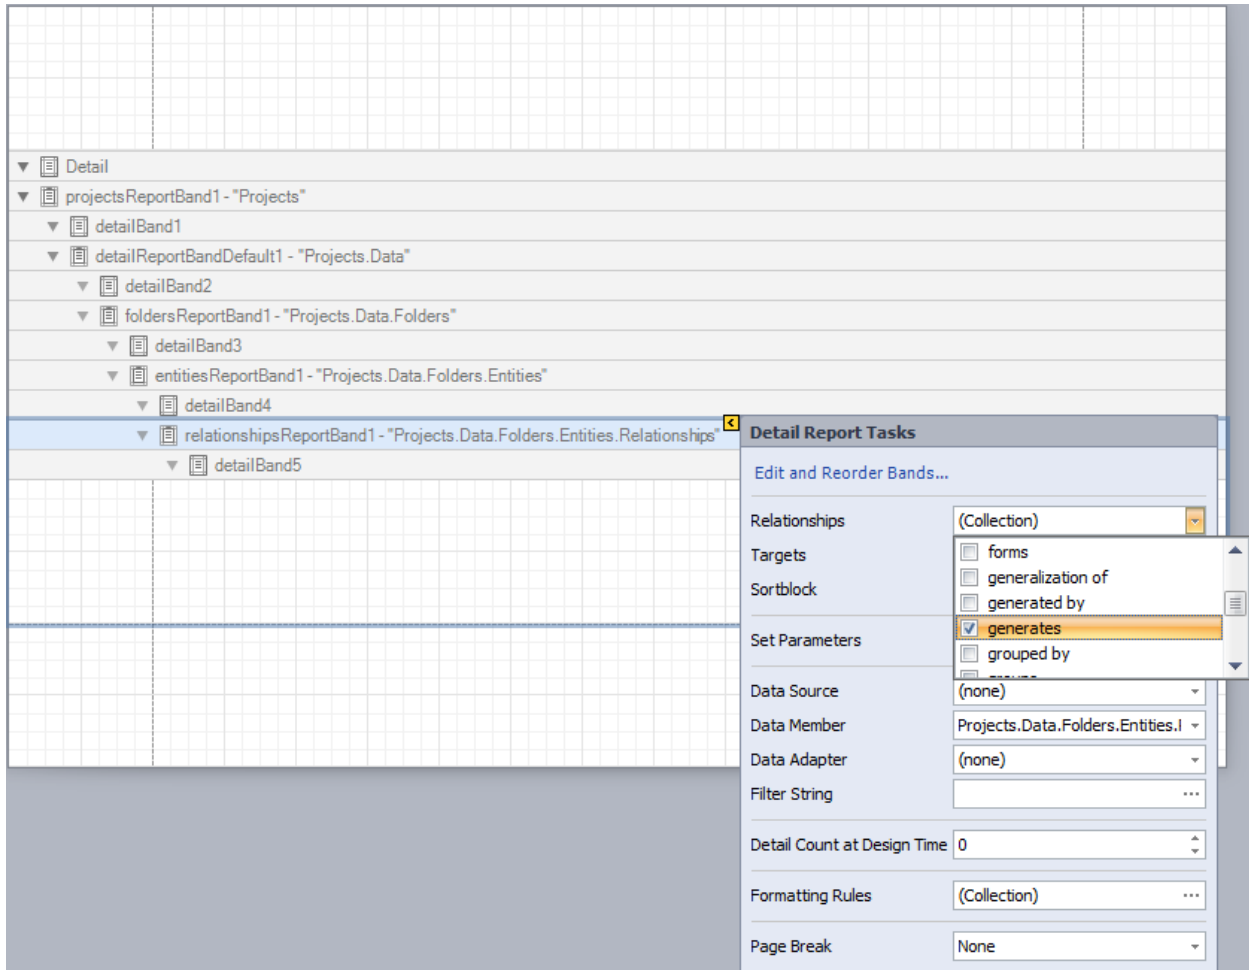 Detail
projectsReportBand1 - "Projects"
detailBand1
detailReportBandDefault1 - "Projects.Data"
detailBand2
foldersReportBand1 - "Projects.Data.Folders"
detailBand3
entitiesReportBand1 - "Projects.Data.Folders.Entities"
detailBand4
relationshipsReportBand1 - "Projects.Data.Folders.Entities.Relationships"
detailBand5
Detail Report Tasks
Edit and Reorder Bands...
Relationships (Collection)
forms
Targets
generalization of
Sortblock
generated by
generates
Set Parameters
grouped by
Data Source (none)
Data Member Projects.Data.Folders.Entities.
Data Adapter (none)
Filter String ...
Detail Count at Design Time 0
Formatting Rules (Collection) ...
Page Break None